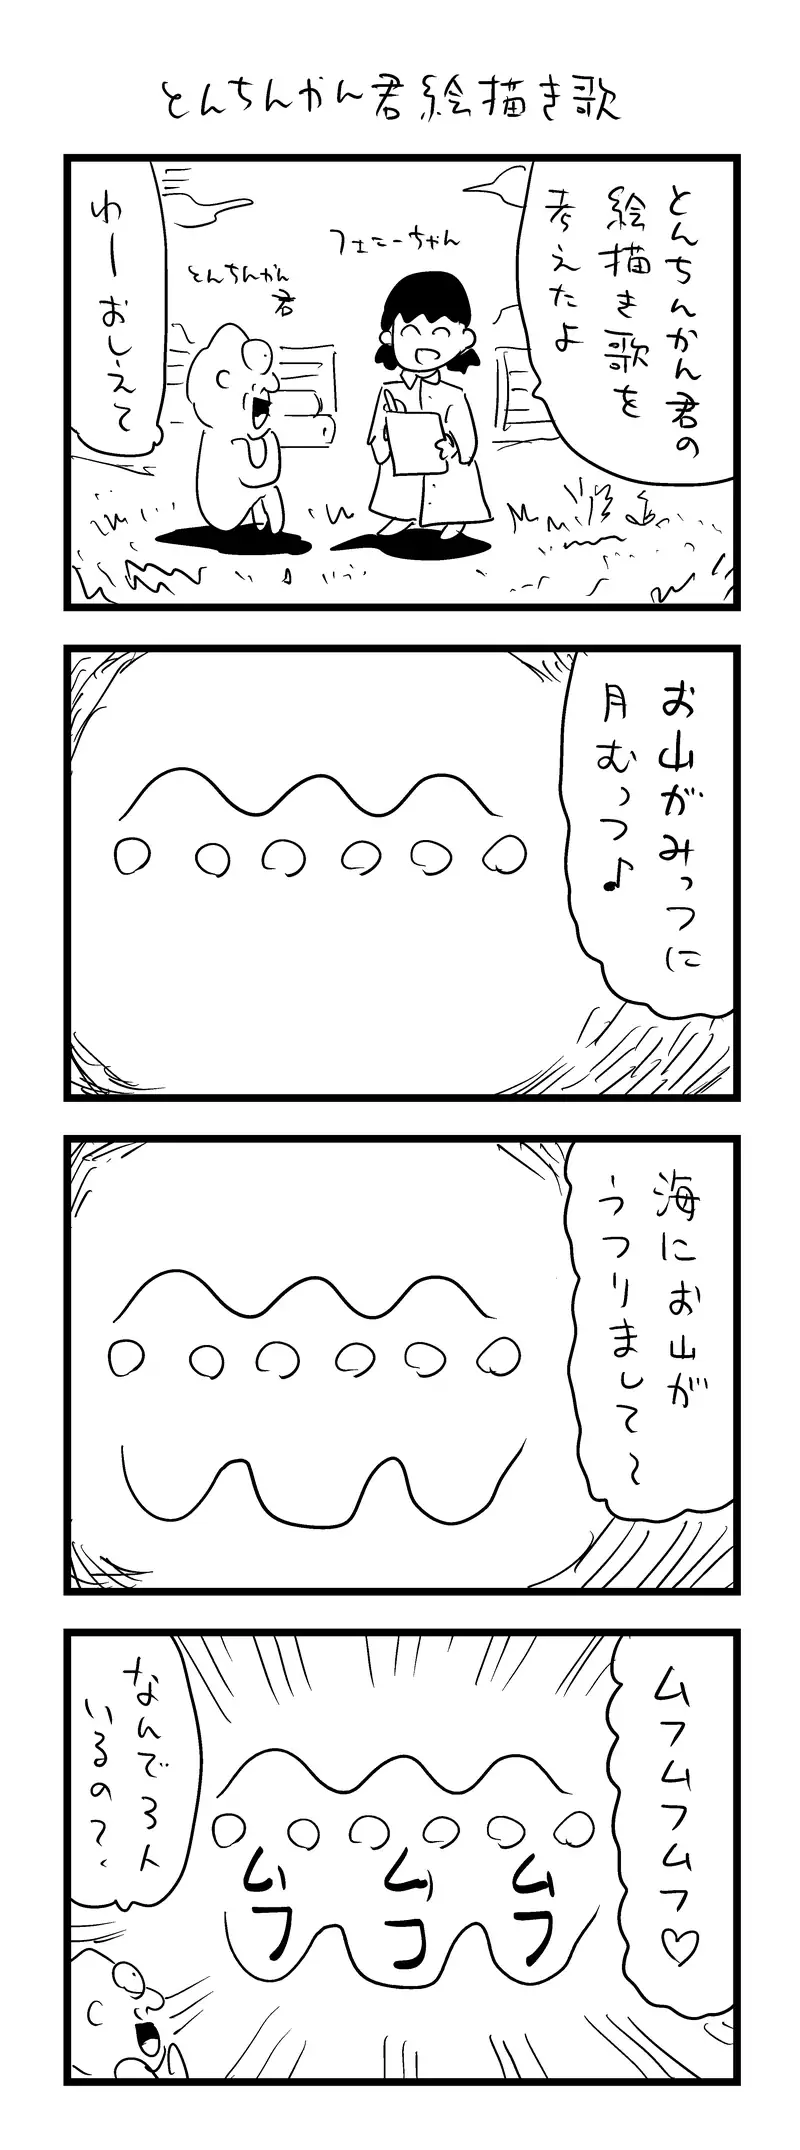 とんちんかん君絵描き歌
とんちんかん君の
絵描き歌を
考えたよ
フェニーちゃん
とんちんかん
君
わーおしえて
お山がみっつに
月むっつ♪
海にお山が
うつりまして〜
ムフムフムフ♡
ムフ
ムコ
ムフ
なんで3人
いるの？